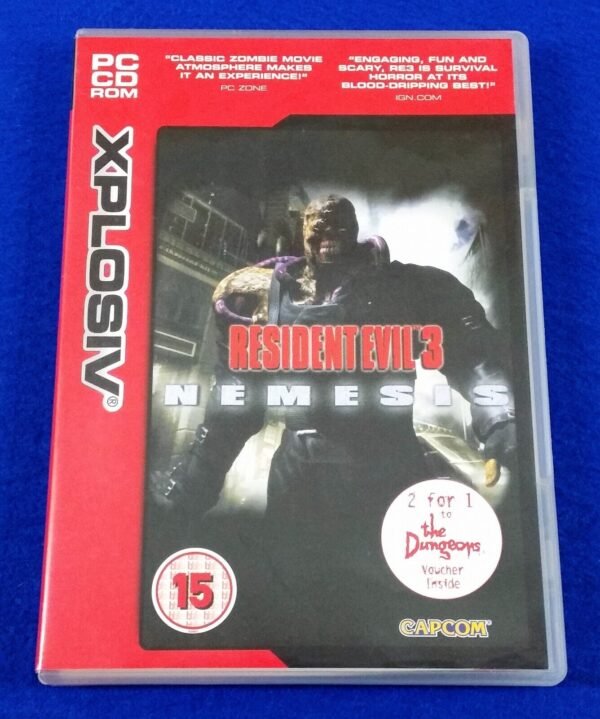 PC
CD
ROM
"CLASSIC ZOMBIE MOVIE
ATMOSPHERE MAKES
IT AN EXPERIENCE!"
PC ZONE
"ENGAGING, FUN AND
SCARY, RE3 IS SURVIVAL
HORROR AT ITS
BLOOD-DRIPPING BEST!"
IGN.COM
XPLOSIV®
RESIDENT EVIL™3
NEMESIS
2 for 1
to
the
Dungeons
Voucher
Inside
15
CAPCOM®